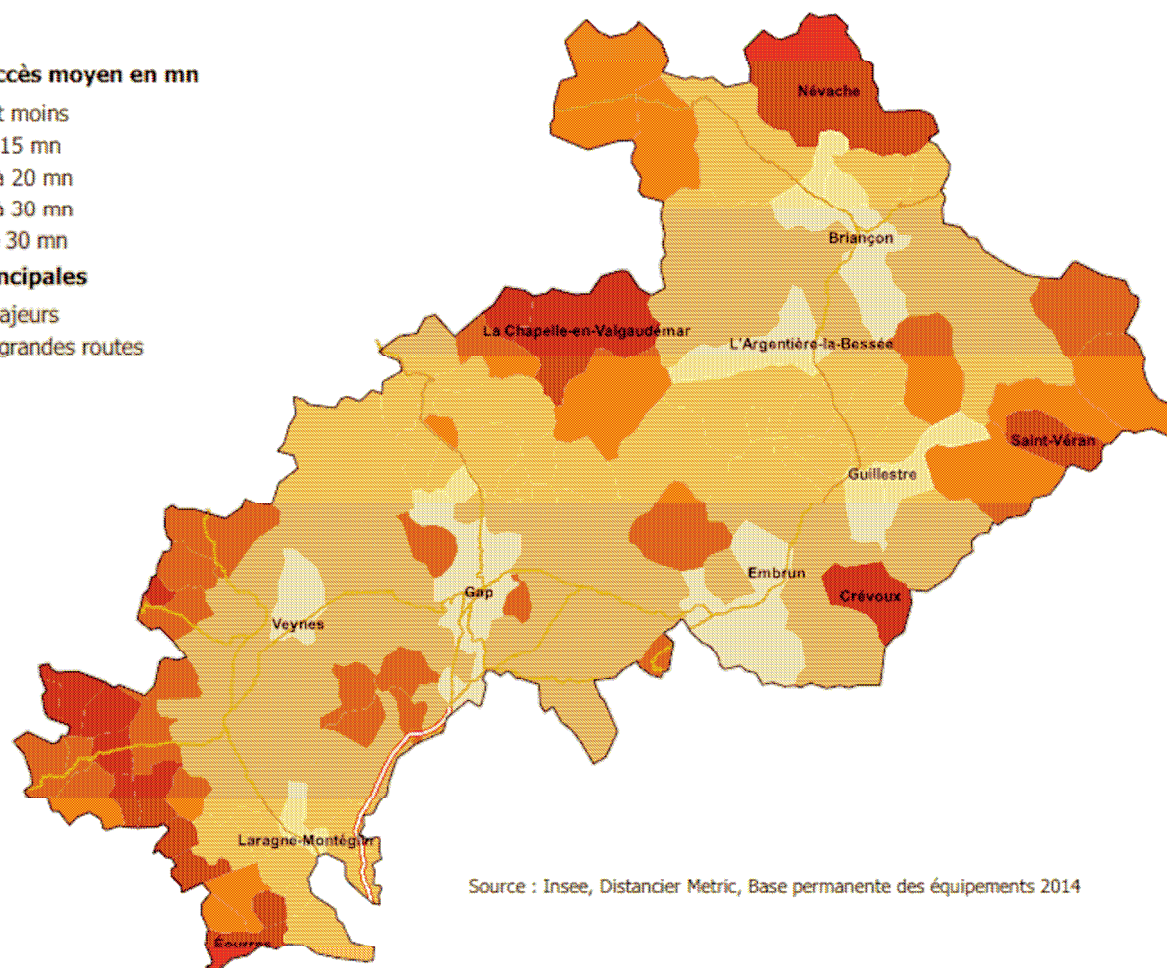 ccès moyen en mn
t moins
15 mn
à 20 mn
à 30 mn
30 mn
ncipales
ajeurs
grandes routes
Névache
Briançon
La Chapelle-en-Valgaudémar
L'Argentière-la-Bessée
Saint-Véran
Guillestre
Embrun
Crévoux
Gap
Veynes
Laragne-Montéglin
Source : Insee, Distancier Metric, Base permanente des équipements 2014